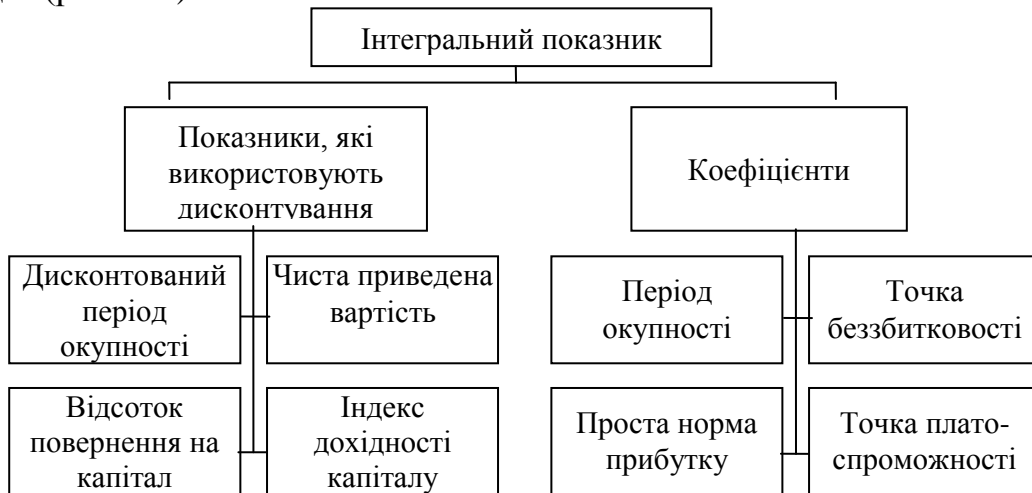 Інтегральний показник
Показники, які
використовують
дисконтування
Коефіцієнти
Дисконтований
період
окупності
Чиста приведена
вартість
Період
окупності
Точка
беззбитковості
Відсоток
повернення на
капітал
Індекс
дохідності
капіталу
Проста норма
прибутку
Точка плато-
спроможності